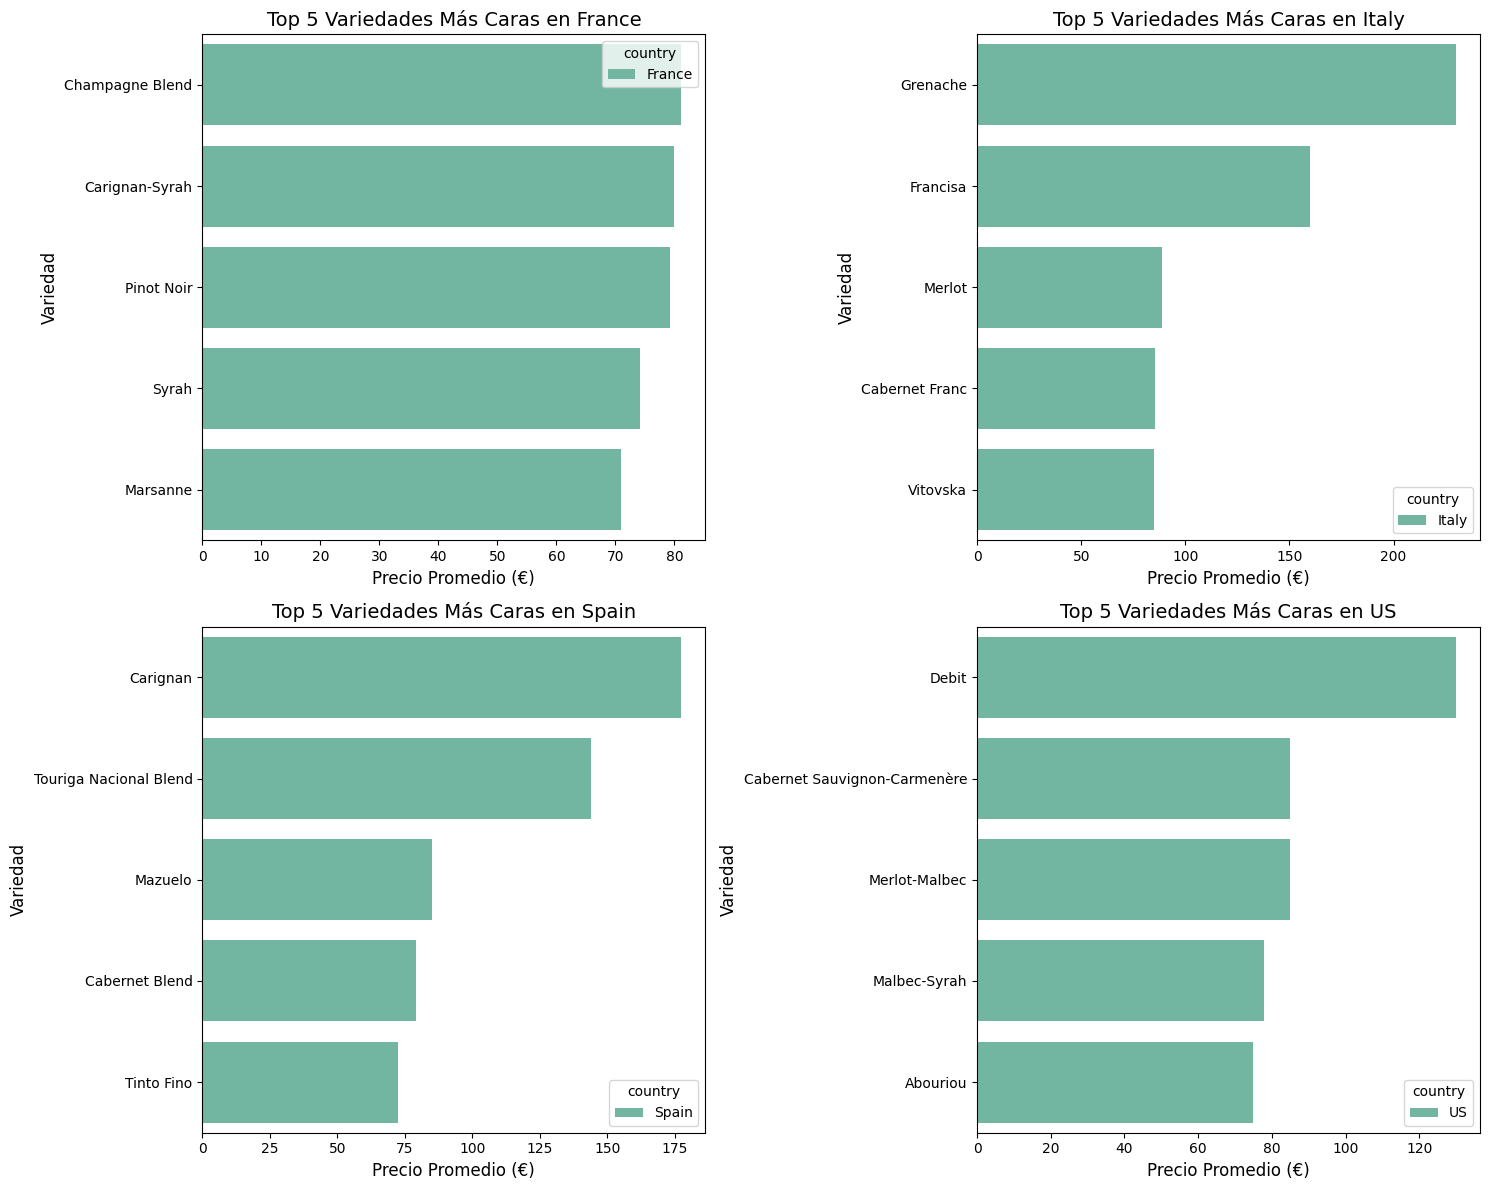 Top 5 Variedades Más Caras en France
country
France
Champagne Blend
Carignan-Syrah
Pinot Noir
Syrah
Marsanne
Variedad
0 10 20 30 40 50 60 70 80
Precio Promedio (€)
Top 5 Variedades Más Caras en Italy
Grenache
Francisa
Merlot
Cabernet Franc
Vitovska
Variedad
country
Italy
0 50 100 150 200
Precio Promedio (€)
Top 5 Variedades Más Caras en Spain
Carignan
Touriga Nacional Blend
Mazuelo
Cabernet Blend
Tinto Fino
Variedad
country
Spain
0 25 50 75 100 125 150 175
Precio Promedio (€)
Top 5 Variedades Más Caras en US
Debit
Cabernet Sauvignon-Carmenère
Merlot-Malbec
Malbec-Syrah
Abouriou
Variedad
country
US
0 20 40 60 80 100 120
Precio Promedio (€)